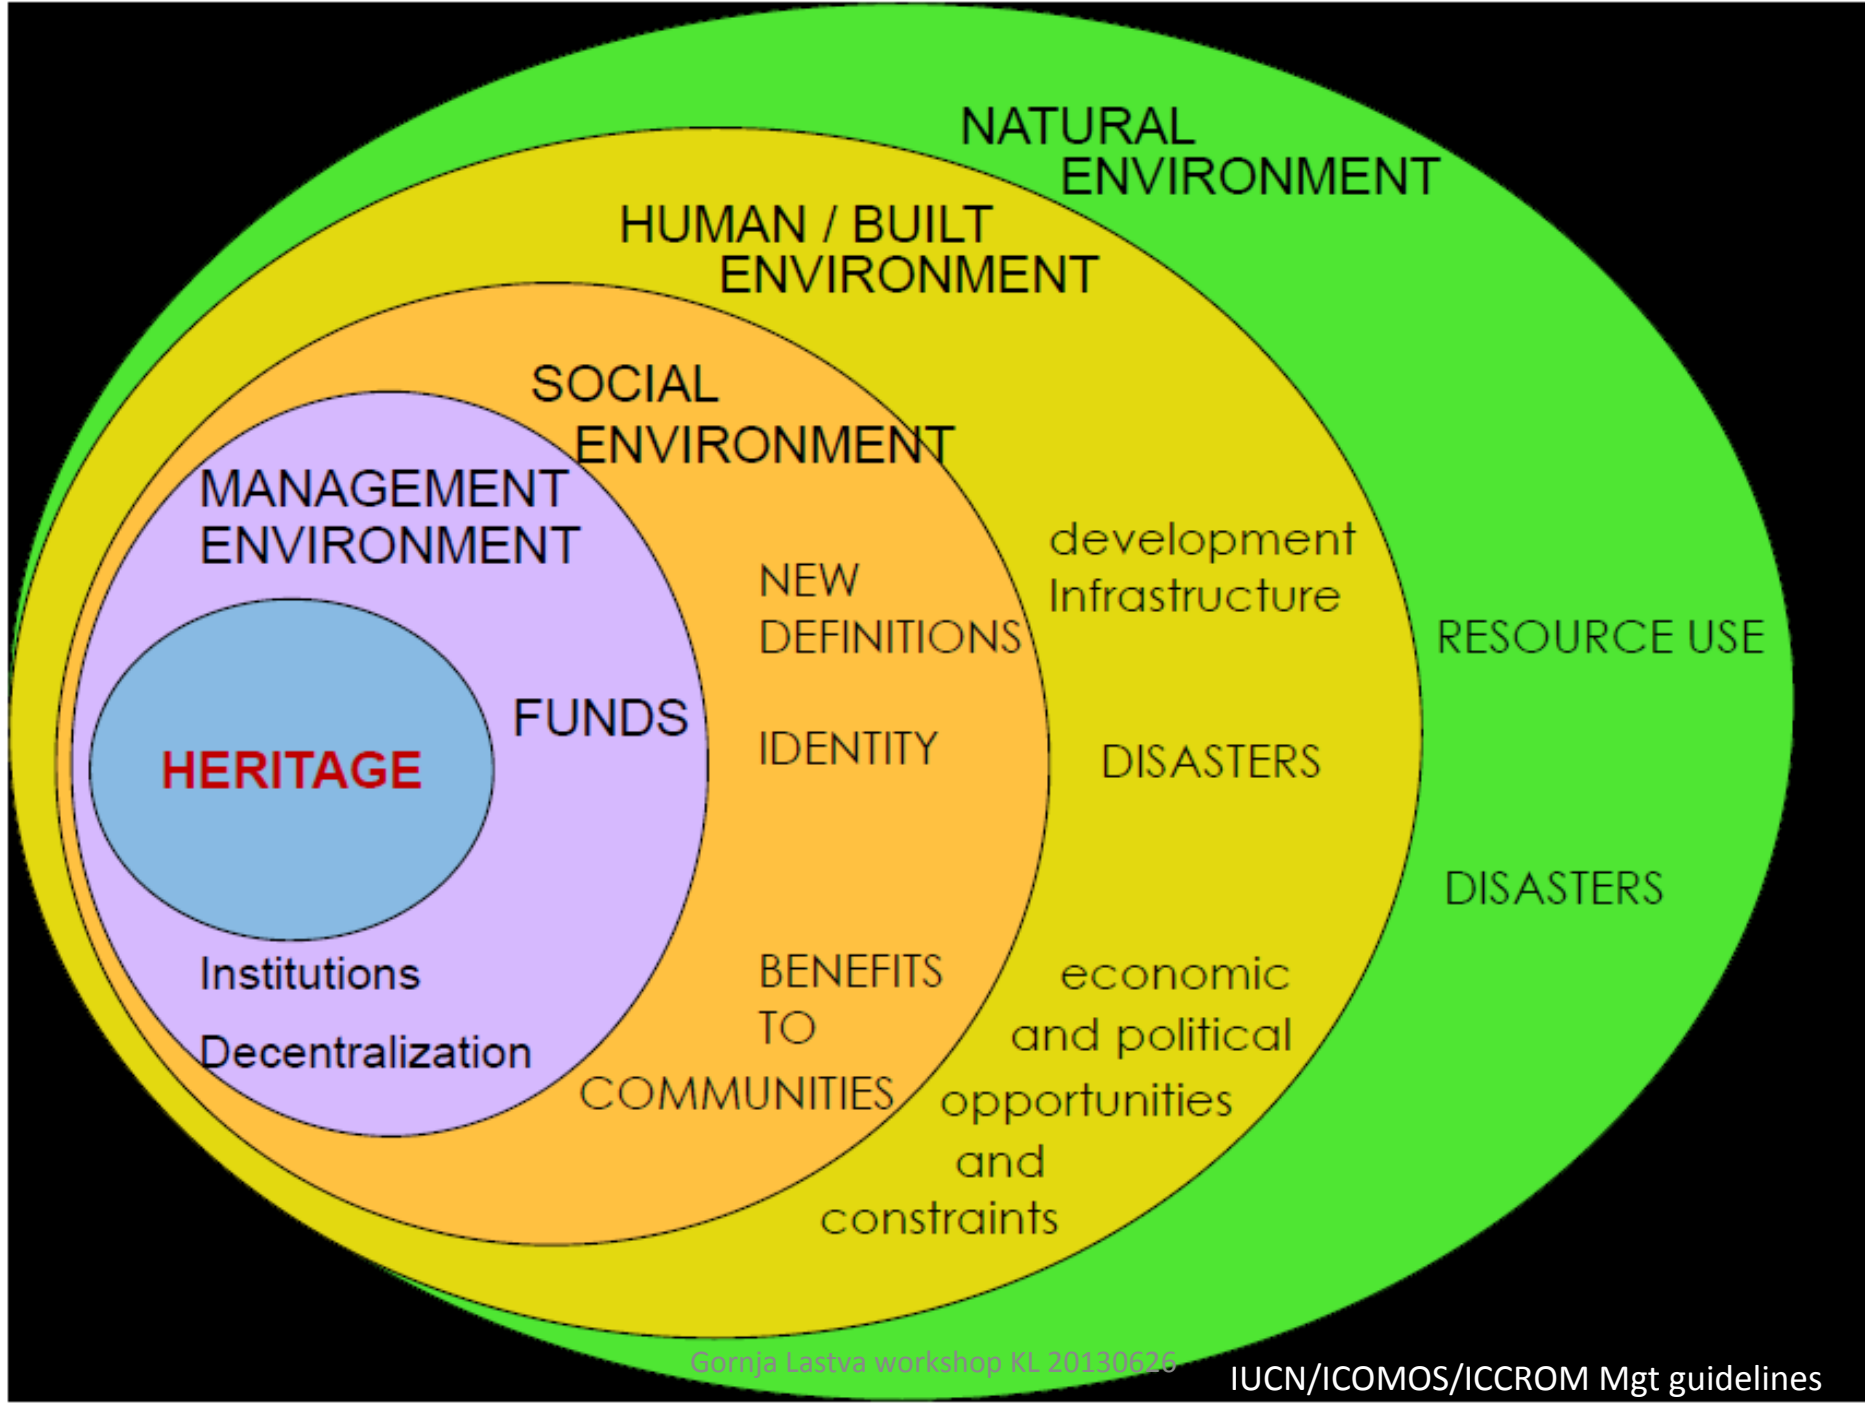 NATURAL
ENVIRONMENT
HUMAN / BUILT
ENVIRONMENT
SOCIAL
ENVIRONMENT
MANAGEMENT
ENVIRONMENT
HERITAGE
FUNDS
Institutions
Decentralization
NEW
DEFINITIONS
IDENTITY
BENEFITS
TO
COMMUNITIES
development
Infrastructure
DISASTERS
economic
and political
opportunities
and
constraints
RESOURCE USE
DISASTERS
Gornja Lastva workshop KL 20130626
IUCN/ICOMOS/ICCROM Mgt guidelines